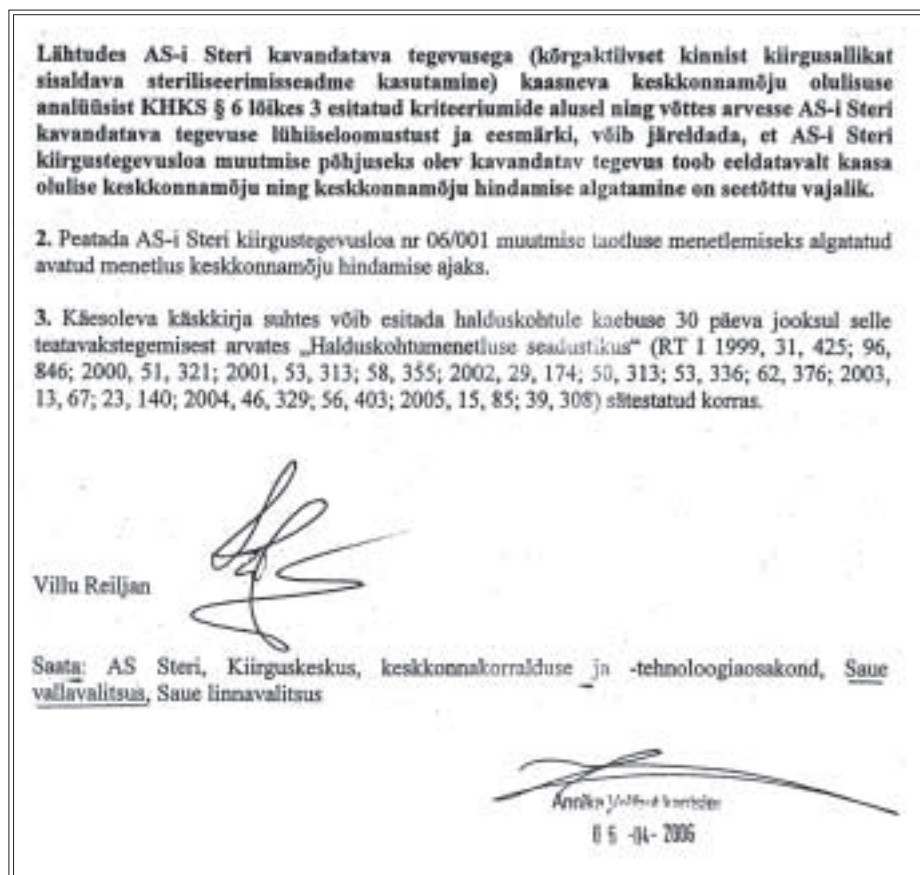 Lähtudes AS-i Steri kavandatava tegevusega (kõrgaktiivset kinnist kiirgusallikat
sisaldava steriliseerimisseadme kasutamine) kaasneva keskkonnamõju olulisuse
analüüsist KHKS § 6 lõikes 3 esitatud kriteeriumide alusel ning võttes arvesse AS-i Steri
kavandatava tegevuse lühiiseloomustust ja eesmärki, võib järeldada, et AS-i Steri
kiirgustegevusloa muutmise põhjuseks olev kavandatav tegevus toob eeldatavalt kaasa
olulise keskkonnamõju ning keskkonnamõju hindamise algatamine on seetõttu vajalik.
2. Peatada AS-i Steri kiirgustegevusloa nr 06/001 muutmise taotluse menetlemiseks algatatud
avatud menetlus keskkonnamõju hindamise ajaks.
3. Käesoleva käskkirja suhtes võib esitada halduskohtule kaebuse 30 päeva jooksul selle
teatavakstegemisest arvates „Halduskohtumenetluse seadustikus" (RT I 1999, 31, 425; 96,
846; 2000, 51, 321; 2001, 53, 313; 58, 355; 2002, 29, 174; 50, 313; 53, 336; 62, 376; 2003,
13, 67; 23, 140; 2004, 46, 329; 56, 403; 2005, 15, 85; 39, 308) sätestatud korras.
Villu Reiljan
Saata: AS Steri, Kiirguskeskus, keskkonnakorralduse ja -tehnoloogiaosakond, Saue
vallavalitsus, Saue linnavalitsus
Annika
-04-2006